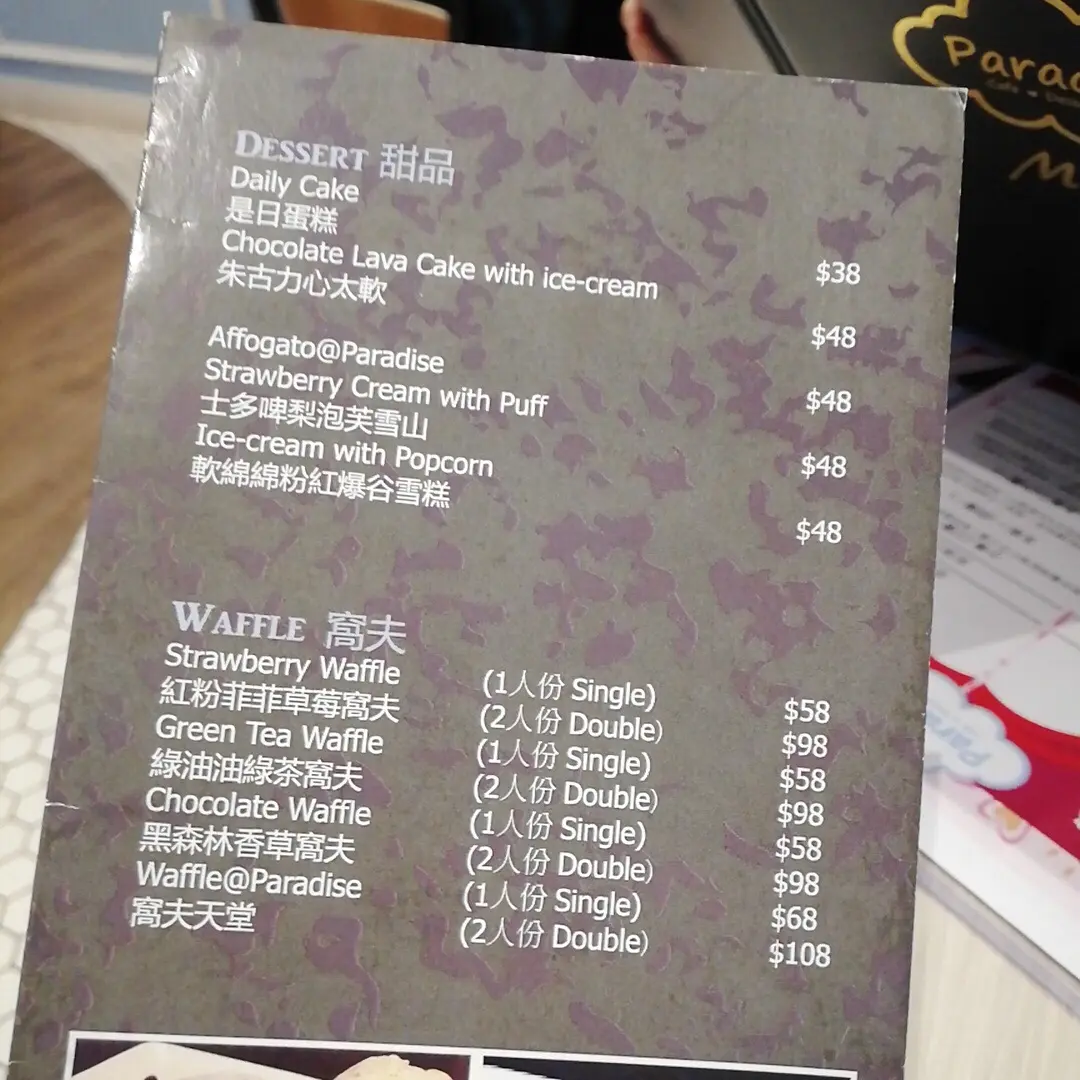 DESSERT 甜品
Daily Cake
是日蛋糕 $38
Chocolate Lava Cake with ice-cream
朱古力心太軟 $48
Affogato@Paradise $48
Strawberry Cream with Puff
士多啤梨泡芙雪山 $48
Ice-cream with Popcorn
軟綿綿粉紅爆谷雪糕 $48
WAFFLE 窩夫
Strawberry Waffle (1人份 Single) $58
紅粉菲菲草莓窩夫 (2人份 Double) $98
Green Tea Waffle (1人份 Single) $58
綠油油綠茶窩夫 (2人份 Double) $98
Chocolate Waffle (1人份 Single) $58
黑森林香草窩夫 (2人份 Double) $98
Waffle@Paradise (1人份 Single) $68
窩夫天堂 (2人份 Double) $108
Parad
M